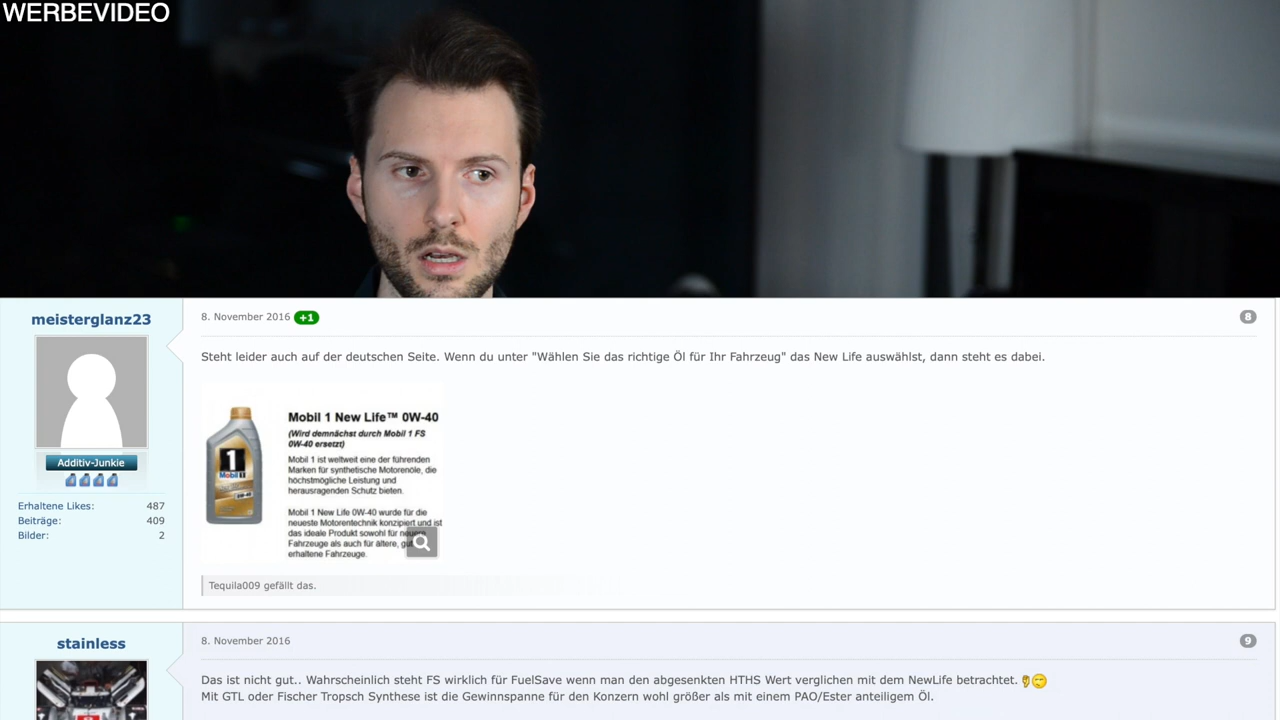 WERBEVIDEO
meisterglanz23
8. November 2016 +1
8
Steht leider auch auf der deutschen Seite. Wenn du unter "Wählen Sie das richtige Öl für Ihr Fahrzeug" das New Life auswählst, dann steht es dabei.
Mobil 1 New Life™ 0W-40
(Wird demnächst durch Mobil 1 FS
0W-40 ersetzt)
Mobil 1 ist weltweit eine der führenden
Marken für synthetische Motorenöle, die
höchstmögliche Leistung und
herausragenden Schutz bieten.
Mobil 1 New Life 0W-40 wurde für die
neueste Motorentechnik konzipiert und ist
das ideale Produkt sowohl für neuere
Fahrzeuge als auch für ältere, gut
erhaltene Fahrzeuge.
1
Mobil 1
0W-40
Additiv-Junkie
Erhaltene Likes: 487
Beiträge: 409
Bilder: 2
Tequila009 gefällt das.
stainless
8. November 2016
9
Das ist nicht gut.. Wahrscheinlich steht FS wirklich für FuelSave wenn man den abgesenkten HTHS Wert verglichen mit dem NewLife betrachtet.
Mit GTL oder Fischer Tropsch Synthese ist die Gewinnspanne für den Konzern wohl größer als mit einem PAO/Ester anteiligem Öl.